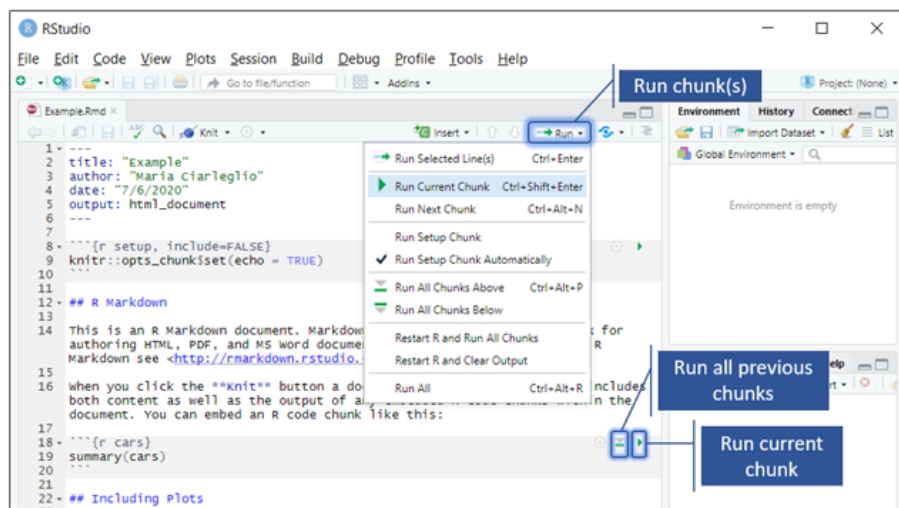 RStudio
File Edit Code View Plots Session Build Debug Profile Tools Help
Go to file/function Addins Project: (None)
Run chunk(s)
Example.Rmd
Environment History Connect
Knit Insert Run
Import Dataset List
Global Environment
Environment is empty
1 ---
2 title: "Example"
3 author: "Maria Ciarleglio"
4 date: "7/6/2020"
5 output: html_document
6 ---
7
8 ```{r setup, include=FALSE}
9 knitr::opts_chunk$set(echo = TRUE)
10 ```
11
12 ## R Markdown
13
14 This is an R Markdown document. Markdow k for
authoring HTML, PDF, and MS Word docume R
Markdown see <http://rmarkdown.rstudio.
15
16 When you click the **Knit** button a do includes
both content as well as the output of an n the
document. You can embed an R code chunk like this:
17
18 ```{r cars}
19 summary(cars)
20 ```
21
22 ## Including Plots
Run Selected Line(s) Ctrl+Enter
Run Current Chunk Ctrl+Shift+Enter
Run Next Chunk Ctrl+Alt+N
Run Setup Chunk
Run Setup Chunk Automatically
Run All Chunks Above Ctrl+Alt+P
Run All Chunks Below
Restart R and Run All Chunks
Restart R and Clear Output
Run All Ctrl+Alt+R
Run all previous
chunks
elp
Run current
chunk